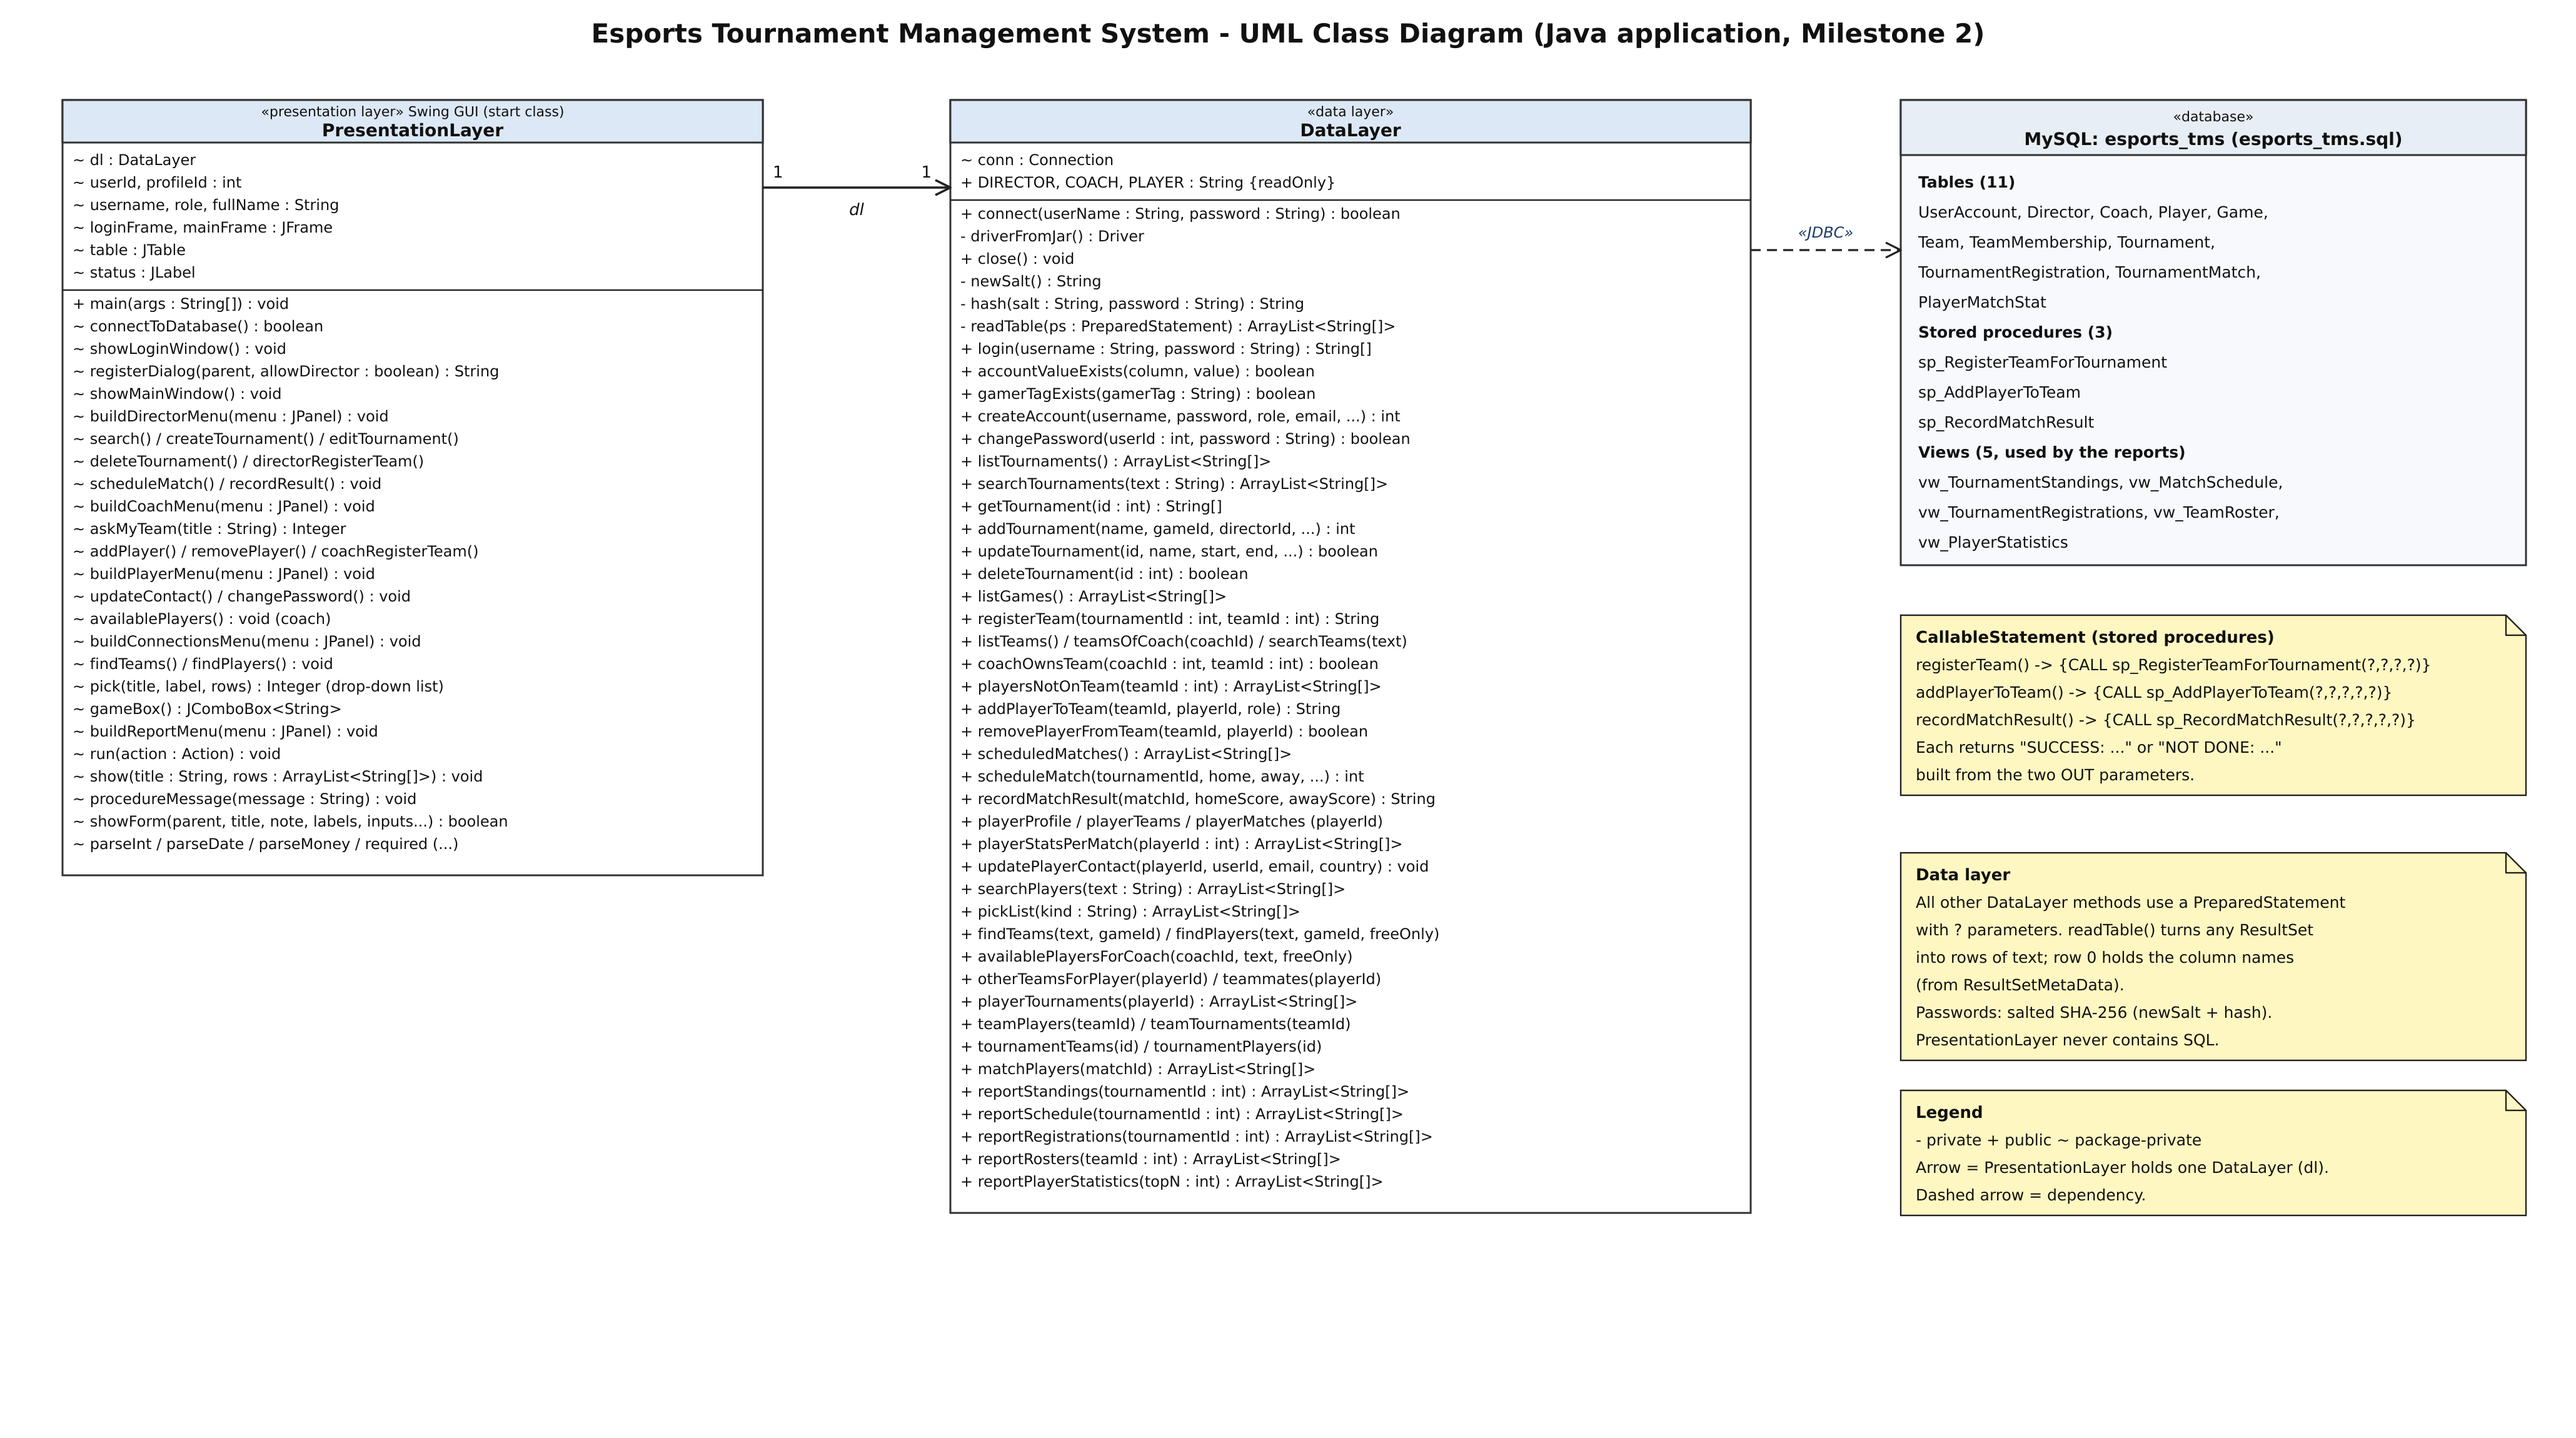 Esports Tournament Management System - UML Class Diagram (Java application, Milestone 2)
«presentation layer» Swing GUI (start class)
PresentationLayer
~ dl : DataLayer
~ userId, profileId : int
~ username, role, fullName : String
~ loginFrame, mainFrame : JFrame
~ table : JTable
~ status : JLabel
+ main(args : String[]) : void
~ connectToDatabase() : boolean
~ showLoginWindow() : void
~ registerDialog(parent, allowDirector : boolean) : String
~ showMainWindow() : void
~ buildDirectorMenu(menu : JPanel) : void
~ search() / createTournament() / editTournament()
~ deleteTournament() / directorRegisterTeam()
~ scheduleMatch() / recordResult() : void
~ buildCoachMenu(menu : JPanel) : void
~ askMyTeam(title : String) : Integer
~ addPlayer() / removePlayer() / coachRegisterTeam()
~ buildPlayerMenu(menu : JPanel) : void
~ updateContact() / changePassword() : void
~ availablePlayers() : void (coach)
~ buildConnectionsMenu(menu : JPanel) : void
~ findTeams() / findPlayers() : void
~ pick(title, label, rows) : Integer (drop-down list)
~ gameBox() : JComboBox<String>
~ buildReportMenu(menu : JPanel) : void
~ run(action : Action) : void
~ show(title : String, rows : ArrayList<String[]>) : void
~ procedureMessage(message : String) : void
~ showForm(parent, title, note, labels, inputs...) : boolean
~ parseInt / parseDate / parseMoney / required (...)
1
1
dl
«data layer»
DataLayer
~ conn : Connection
+ DIRECTOR, COACH, PLAYER : String {readOnly}
+ connect(userName : String, password : String) : boolean
- driverFromJar() : Driver
+ close() : void
- newSalt() : String
- hash(salt : String, password : String) : String
- readTable(ps : PreparedStatement) : ArrayList<String[]>
+ login(username : String, password : String) : String[]
+ accountValueExists(column, value) : boolean
+ gamerTagExists(gamerTag : String) : boolean
+ createAccount(username, password, role, email, ...) : int
+ changePassword(userId : int, password : String) : boolean
+ listTournaments() : ArrayList<String[]>
+ searchTournaments(text : String) : ArrayList<String[]>
+ getTournament(id : int) : String[]
+ addTournament(name, gameId, directorId, ...) : int
+ updateTournament(id, name, start, end, ...) : boolean
+ deleteTournament(id : int) : boolean
+ listGames() : ArrayList<String[]>
+ registerTeam(tournamentId : int, teamId : int) : String
+ listTeams() / teamsOfCoach(coachId) / searchTeams(text)
+ coachOwnsTeam(coachId : int, teamId : int) : boolean
+ playersNotOnTeam(teamId : int) : ArrayList<String[]>
+ addPlayerToTeam(teamId, playerId, role) : String
+ removePlayerFromTeam(teamId, playerId) : boolean
+ scheduledMatches() : ArrayList<String[]>
+ scheduleMatch(tournamentId, home, away, ...) : int
+ recordMatchResult(matchId, homeScore, awayScore) : String
+ playerProfile / playerTeams / playerMatches (playerId)
+ playerStatsPerMatch(playerId : int) : ArrayList<String[]>
+ updatePlayerContact(playerId, userId, email, country) : void
+ searchPlayers(text : String) : ArrayList<String[]>
+ pickList(kind : String) : ArrayList<String[]>
+ findTeams(text, gameId) / findPlayers(text, gameId, freeOnly)
+ availablePlayersForCoach(coachId, text, freeOnly)
+ otherTeamsForPlayer(playerId) / teammates(playerId)
+ playerTournaments(playerId) : ArrayList<String[]>
+ teamPlayers(teamId) / teamTournaments(teamId)
+ tournamentTeams(id) / tournamentPlayers(id)
+ matchPlayers(matchId) : ArrayList<String[]>
+ reportStandings(tournamentId : int) : ArrayList<String[]>
+ reportSchedule(tournamentId : int) : ArrayList<String[]>
+ reportRegistrations(tournamentId : int) : ArrayList<String[]>
+ reportRosters(teamId : int) : ArrayList<String[]>
+ reportPlayerStatistics(topN : int) : ArrayList<String[]>
«JDBC»
«database»
MySQL: esports_tms (esports_tms.sql)
Tables (11)
UserAccount, Director, Coach, Player, Game,
Team, TeamMembership, Tournament,
TournamentRegistration, TournamentMatch,
PlayerMatchStat
Stored procedures (3)
sp_RegisterTeamForTournament
sp_AddPlayerToTeam
sp_RecordMatchResult
Views (5, used by the reports)
vw_TournamentStandings, vw_MatchSchedule,
vw_TournamentRegistrations, vw_TeamRoster,
vw_PlayerStatistics
CallableStatement (stored procedures)
registerTeam() -> {CALL sp_RegisterTeamForTournament(?,?,?,?)}
addPlayerToTeam() -> {CALL sp_AddPlayerToTeam(?,?,?,?,?)}
recordMatchResult() -> {CALL sp_RecordMatchResult(?,?,?,?,?)}
Each returns "SUCCESS: ..." or "NOT DONE: ..."
built from the two OUT parameters.
Data layer
All other DataLayer methods use a PreparedStatement
with ? parameters. readTable() turns any ResultSet
into rows of text; row 0 holds the column names
(from ResultSetMetaData).
Passwords: salted SHA-256 (newSalt + hash).
PresentationLayer never contains SQL.
Legend
- private + public ~ package-private
Arrow = PresentationLayer holds one DataLayer (dl).
Dashed arrow = dependency.